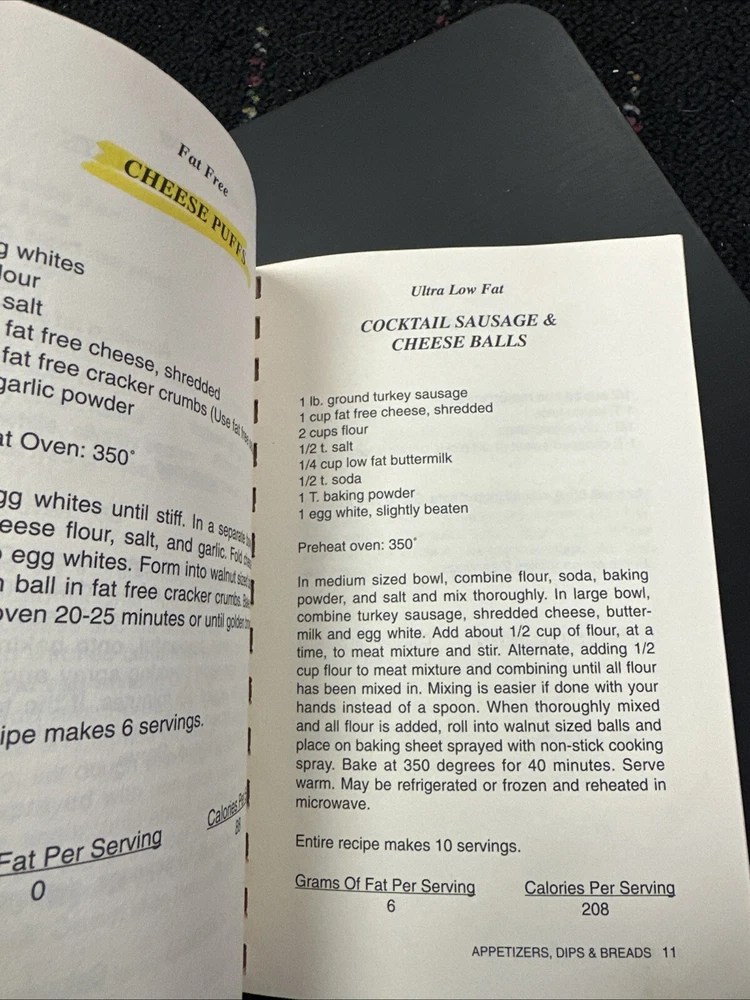 Fat Free
CHEESE PUFFS
whites
salt
fat free cheese, shredded
fat free cracker crumbs (Use fat
garlic powder
Oven: 350°
whites until stiff. In a separate
flour, salt, and garlic. Fold
egg whites. Form into walnut sized
ball in fat free cracker crumbs.
20-25 minutes or until golden
makes 6 servings.
Calories
Fat Per Serving
0
Ultra Low Fat
COCKTAIL SAUSAGE &
CHEESE BALLS
1 lb. ground turkey sausage
1 cup fat free cheese, shredded
2 cups flour
1/2 t. salt
1/4 cup low fat buttermilk
1/2 t. soda
1 T. baking powder
1 egg white, slightly beaten
Preheat oven: 350°
In medium sized bowl, combine flour, soda, baking
powder, and salt and mix thoroughly. In large bowl,
combine turkey sausage, shredded cheese, butter-
milk and egg white. Add about 1/2 cup of flour, at a
time, to meat mixture and stir. Alternate, adding 1/2
cup flour to meat mixture and combining until all flour
has been mixed in. Mixing is easier if done with your
hands instead of a spoon. When thoroughly mixed
and all flour is added, roll into walnut sized balls and
place on baking sheet sprayed with non-stick cooking
spray. Bake at 350 degrees for 40 minutes. Serve
warm. May be refrigerated or frozen and reheated in
microwave.
Entire recipe makes 10 servings.
Grams Of Fat Per Serving Calories Per Serving
6 208
APPETIZERS, DIPS & BREADS 11